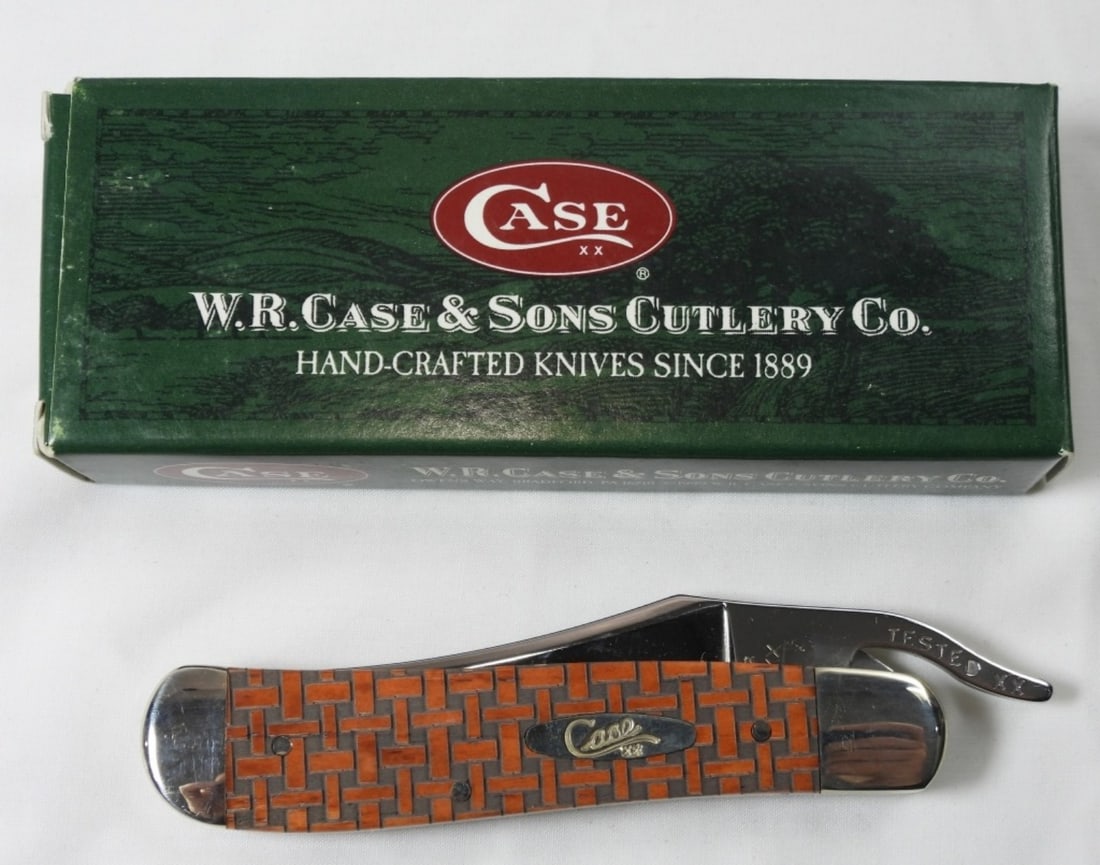 CASE
XX
®
W.R. CASE & SONS CUTLERY CO.
HAND-CRAFTED KNIVES SINCE 1889
CASE
W.R. CASE & SONS CUTLERY CO.
TESTED XX
Case
XX